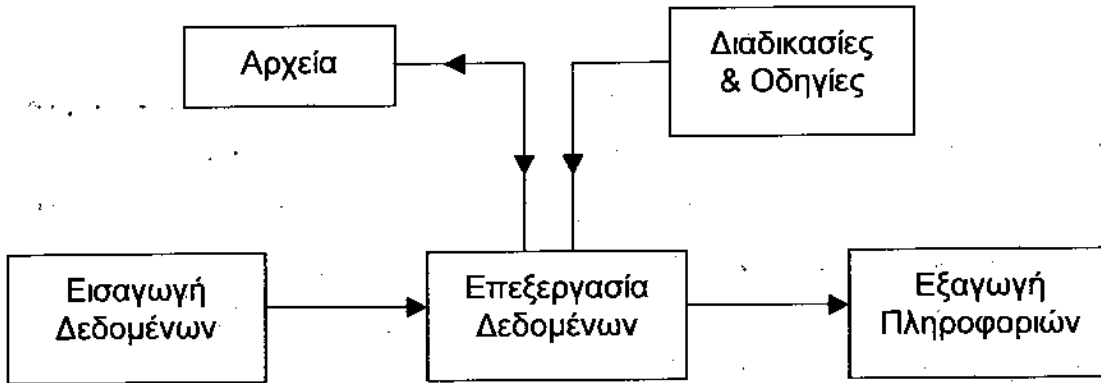 Αρχεία
Διαδικασίες
& Οδηγίες
Εισαγωγή
Δεδομένων
Επεξεργασία
Δεδομένων
Εξαγωγή
Πληροφοριών